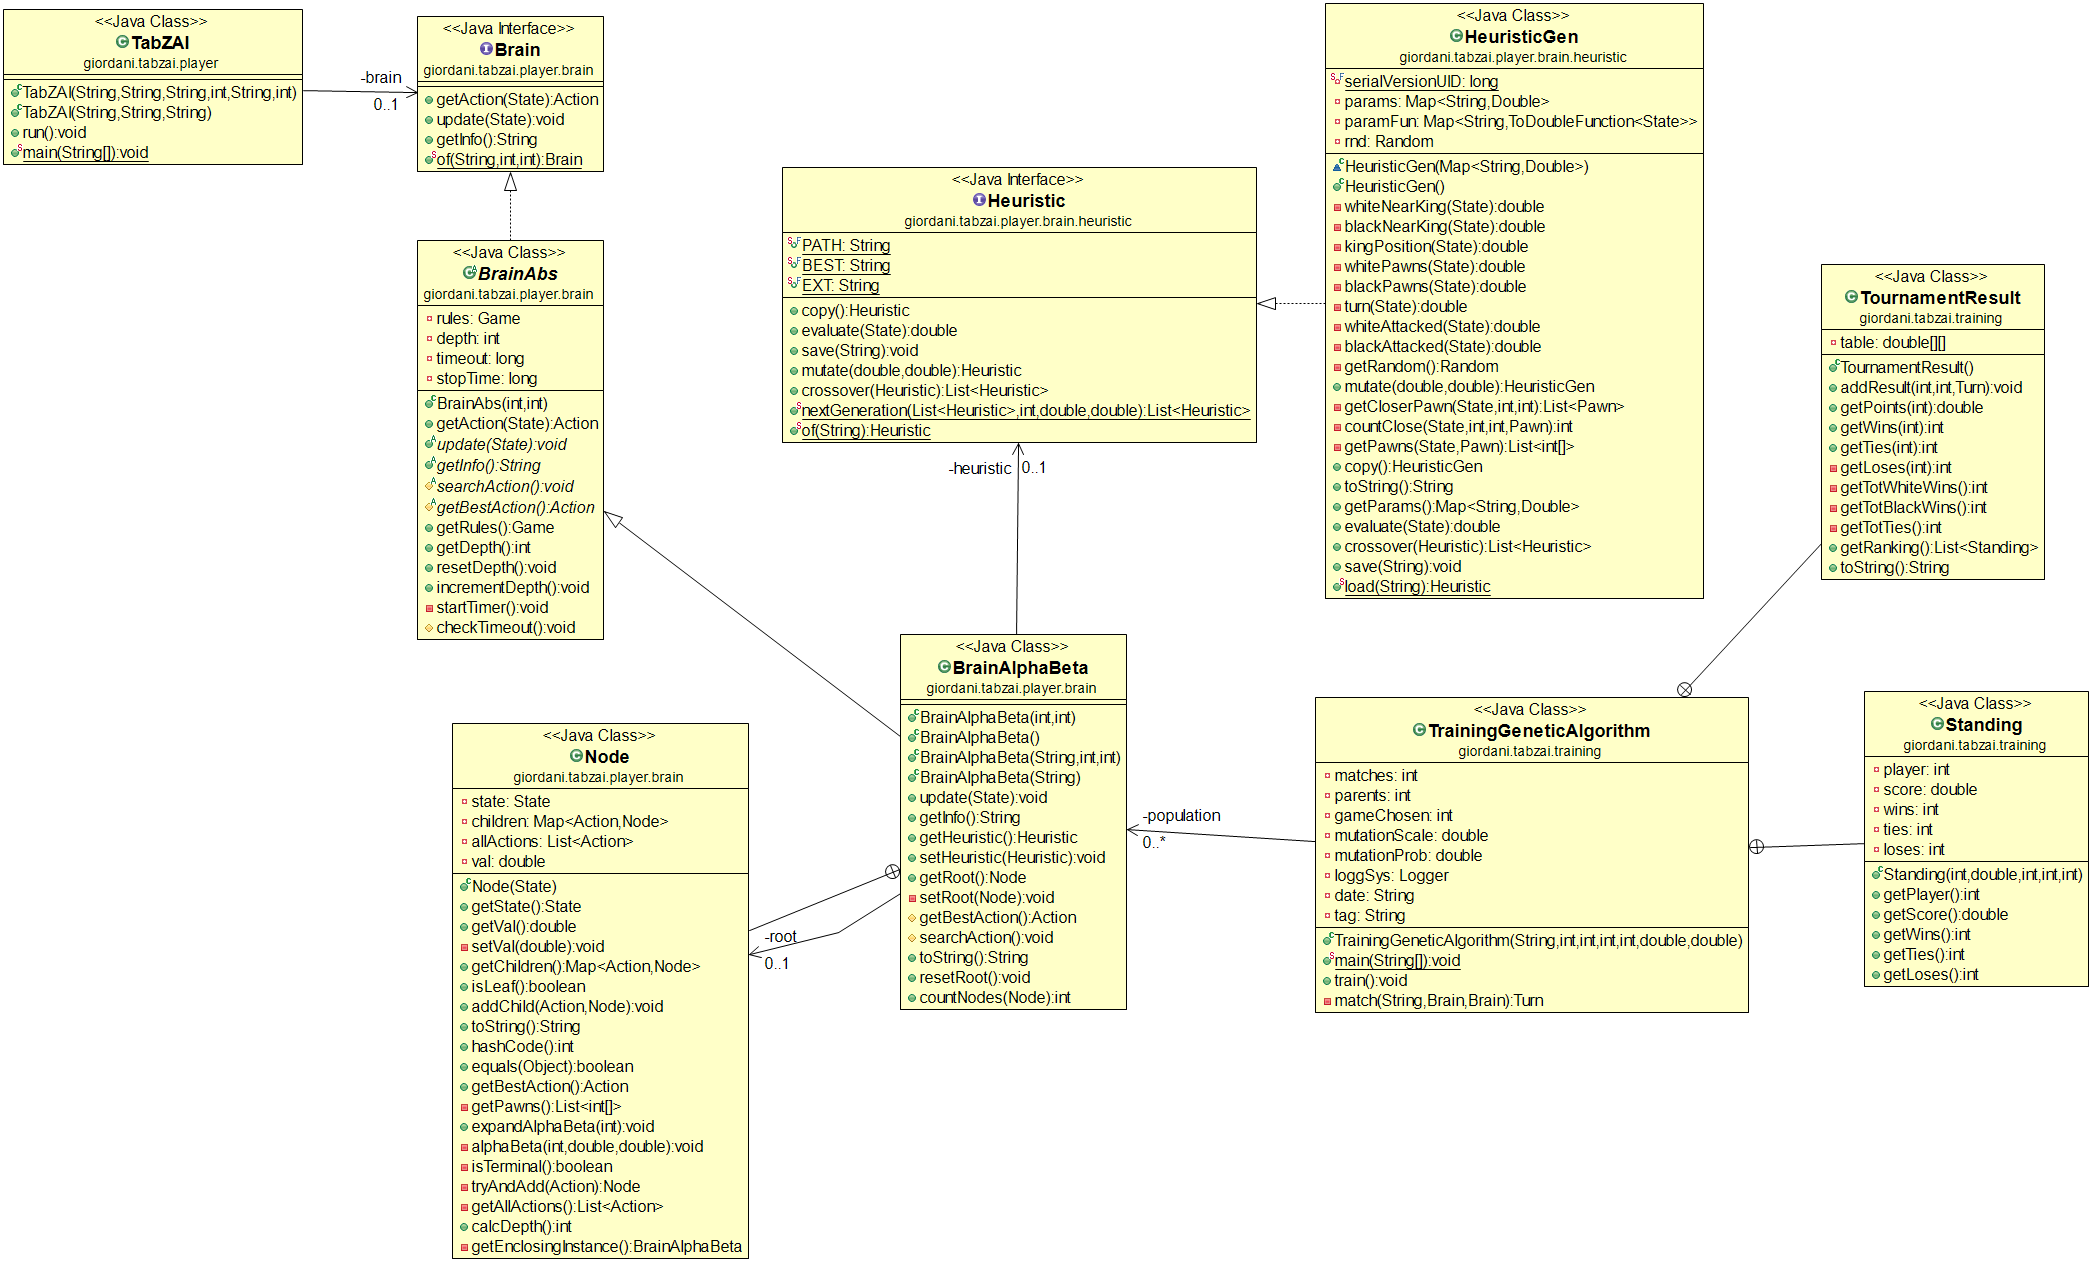 <<Java Class>>
TabZAI
giordani.tabzai.player
TabZAI(String,String,String,int,String,int)
TabZAI(String,String,String)
run():void
main(String[]):void
-brain
0..1
<<Java Interface>>
Brain
giordani.tabzai.player.brain
getAction(State):Action
update(State):void
getInfo():String
of(String,int,int):Brain
<<Java Class>>
BrainAbs
giordani.tabzai.player.brain
rules: Game
depth: int
timeout: long
stopTime: long
BrainAbs(int,int)
getAction(State):Action
update(State):void
getInfo():String
searchAction():void
getBestAction():Action
getRules():Game
getDepth():int
resetDepth():void
incrementDepth():void
startTimer():void
checkTimeout():void
<<Java Interface>>
Heuristic
giordani.tabzai.player.brain.heuristic
PATH: String
BEST: String
EXT: String
copy():Heuristic
evaluate(State):double
save(String):void
mutate(double,double):Heuristic
crossover(Heuristic):List<Heuristic>
nextGeneration(List<Heuristic>,int,double,double):List<Heuristic>
of(String):Heuristic
-heuristic
0..1
<<Java Class>>
HeuristicGen
giordani.tabzai.player.brain.heuristic
serialVersionUID: long
params: Map<String,Double>
paramFun: Map<String,ToDoubleFunction<State>>
rnd: Random
HeuristicGen(Map<String,Double>)
HeuristicGen()
whiteNearKing(State):double
blackNearKing(State):double
kingPosition(State):double
whitePawns(State):double
blackPawns(State):double
turn(State):double
whiteAttacked(State):double
blackAttacked(State):double
getRandom():Random
mutate(double,double):HeuristicGen
getCloserPawn(State,int,int):List<Pawn>
countClose(State,int,int,Pawn):int
getPawns(State,Pawn):List<int[]>
copy():HeuristicGen
toString():String
getParams():Map<String,Double>
evaluate(State):double
crossover(Heuristic):List<Heuristic>
save(String):void
load(String):Heuristic
<<Java Class>>
TournamentResult
giordani.tabzai.training
table: double[][]
TournamentResult()
addResult(int,int,Turn):void
getPoints(int):double
getWins(int):int
getTies(int):int
getLoses(int):int
getTotWhiteWins():int
getTotBlackWins():int
getTotTies():int
getRanking():List<Standing>
toString():String
<<Java Class>>
BrainAlphaBeta
giordani.tabzai.player.brain
BrainAlphaBeta(int,int)
BrainAlphaBeta()
BrainAlphaBeta(String,int,int)
BrainAlphaBeta(String)
update(State):void
getInfo():String
getHeuristic():Heuristic
setHeuristic(Heuristic):void
getRoot():Node
setRoot(Node):void
getBestAction():Action
searchAction():void
toString():String
resetRoot():void
countNodes(Node):int
<<Java Class>>
Node
giordani.tabzai.player.brain
state: State
children: Map<Action,Node>
allActions: List<Action>
val: double
Node(State)
getState():State
getVal():double
setVal(double):void
getChildren():Map<Action,Node>
isLeaf():boolean
addChild(Action,Node):void
toString():String
hashCode():int
equals(Object):boolean
getBestAction():Action
getPawns():List<int[]>
expandAlphaBeta(int):void
alphaBeta(int,double,double):void
isTerminal():boolean
tryAndAdd(Action):Node
getAllActions():List<Action>
calcDepth():int
getEnclosingInstance():BrainAlphaBeta
-root
0..1
-population
0..*
<<Java Class>>
TrainingGeneticAlgorithm
giordani.tabzai.training
matches: int
parents: int
gameChosen: int
mutationScale: double
mutationProb: double
loggSys: Logger
date: String
tag: String
TrainingGeneticAlgorithm(String,int,int,int,int,double,double)
main(String[]):void
train():void
match(String,Brain,Brain):Turn
<<Java Class>>
Standing
giordani.tabzai.training
player: int
score: double
wins: int
ties: int
loses: int
Standing(int,double,int,int,int)
getPlayer():int
getScore():double
getWins():int
getTies():int
getLoses():int